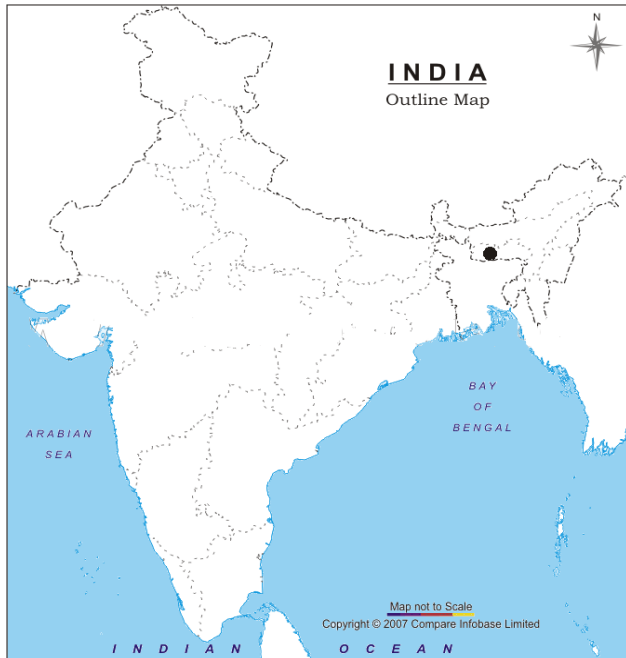 N
INDIA
Outline Map
BAY
OF
BENGAL
ARABIAN
SEA
Map not to Scale
Copyright © 2007 Compare Infobase Limited
INDIAN OCEAN